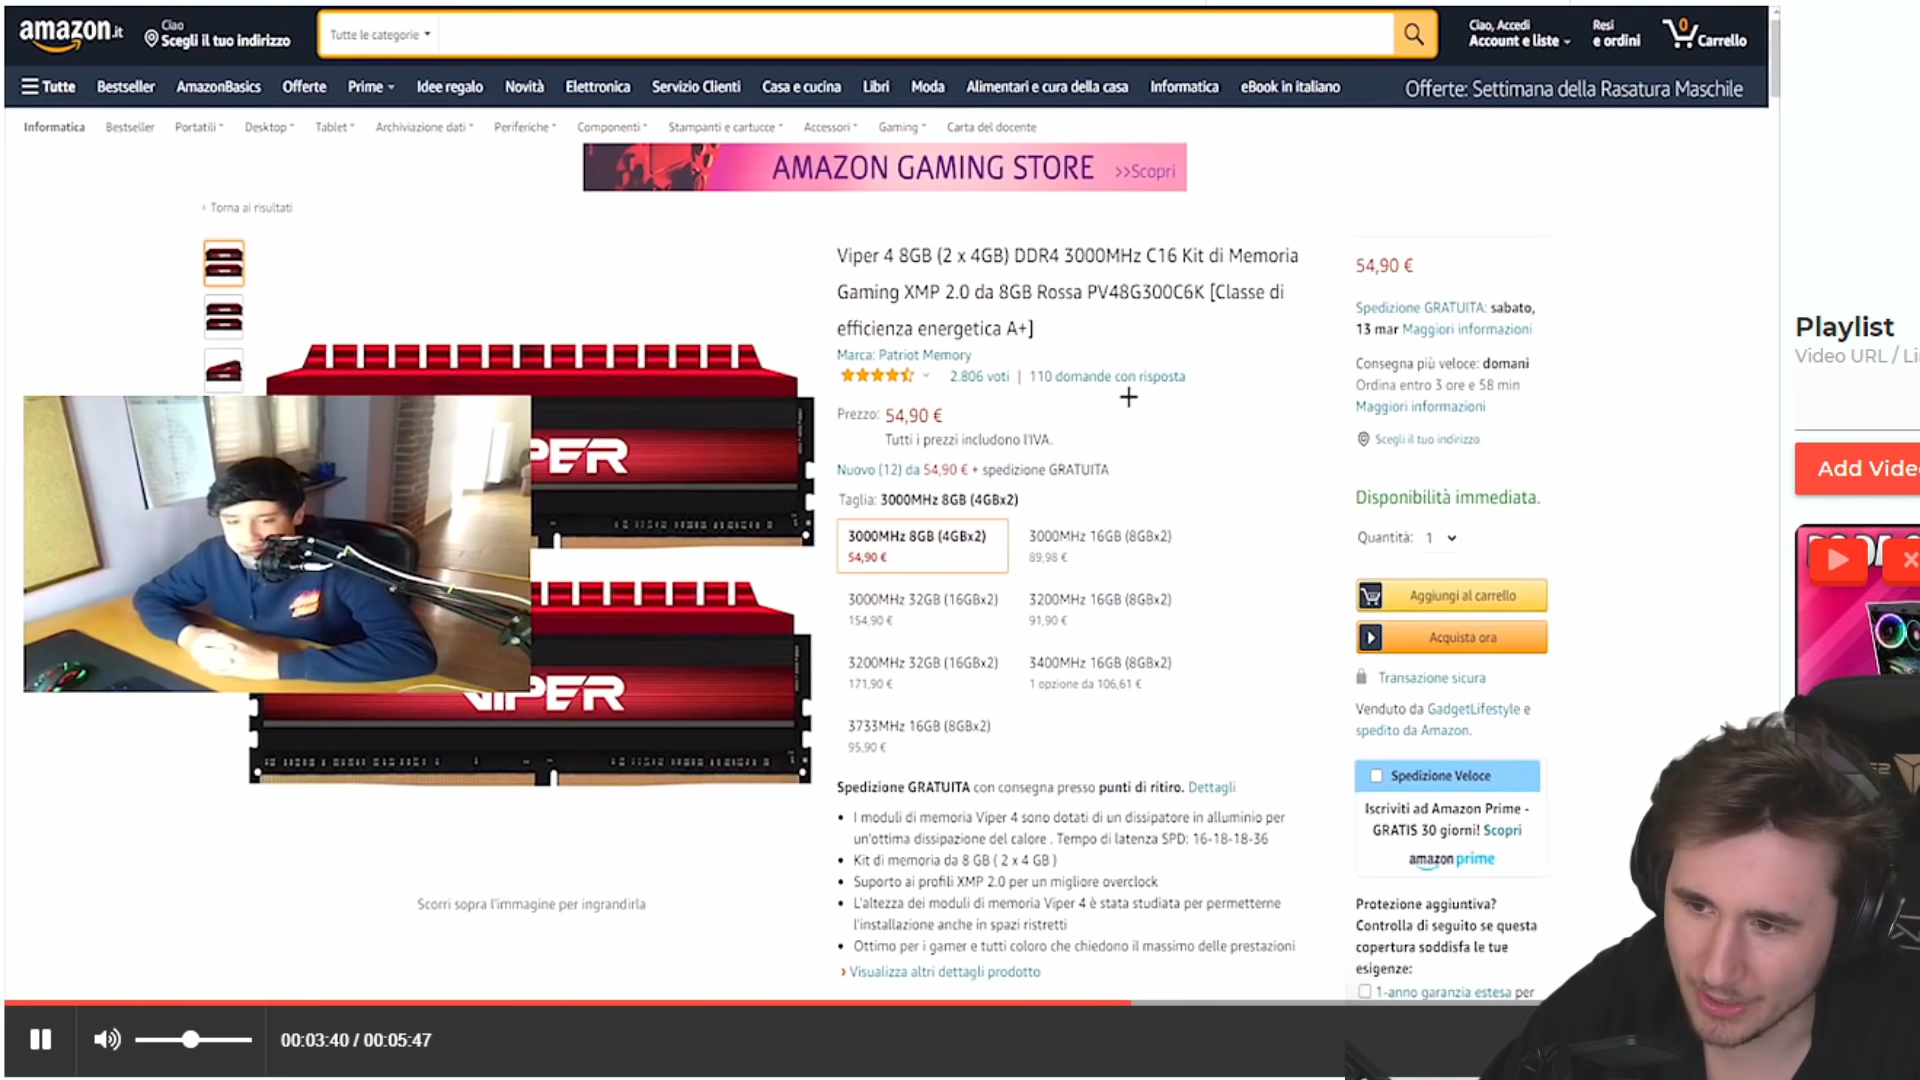 amazon.it
Ciao
Scegli il tuo indirizzo
Tutte le categorie
Ciao, Accedi
Account e liste
Resi
e ordini
0
Carrello
Tutte
Bestseller
AmazonBasics
Offerte
Prime
Idee regalo
Novità
Elettronica
Servizio Clienti
Casa e cucina
Libri
Moda
Alimentari e cura della casa
Informatica
eBook in italiano
Offerte: Settimana della Rasatura Maschile
Informatica
Bestseller
Portatili
Desktop
Tablet
Archiviazione dati
Periferiche
Componenti
Stampanti e cartucce
Accessori
Gaming
Carta del docente
AMAZON GAMING STORE >>Scopri
‹ Torna ai risultati
Viper 4 8GB (2 x 4GB) DDR4 3000MHz C16 Kit di Memoria
Gaming XMP 2.0 da 8GB Rossa PV48G300C6K [Classe di
efficienza energetica A+]
Marca: Patriot Memory
2.806 voti | 110 domande con risposta
Prezzo: 54,90 €
Tutti i prezzi includono l'IVA.
Nuovo (12) da 54,90 € + spedizione GRATUITA
Taglia: 3000MHz 8GB (4GBx2)
3000MHz 8GB (4GBx2)
54,90 €
3000MHz 16GB (8GBx2)
89,98 €
3000MHz 32GB (16GBx2)
154,90 €
3200MHz 16GB (8GBx2)
91,90 €
3200MHz 32GB (16GBx2)
171,90 €
3400MHz 16GB (8GBx2)
1 opzione da 106,61 €
3733MHz 16GB (8GBx2)
95,90 €
Spedizione GRATUITA con consegna presso punti di ritiro. Dettagli
• I moduli di memoria Viper 4 sono dotati di un dissipatore in alluminio per
un'ottima dissipazione del calore . Tempo di latenza SPD: 16-18-18-36
• Kit di memoria da 8 GB ( 2 x 4 GB )
• Suporto ai profili XMP 2.0 per un migliore overclock
• L'altezza dei moduli di memoria Viper 4 è stata studiata per permetterne
l'installazione anche in spazi ristretti
• Ottimo per i gamer e tutti coloro che chiedono il massimo delle prestazioni
› Visualizza altri dettagli prodotto
PER
VIPER
Scorri sopra l'immagine per ingrandirla
54,90 €
Spedizione GRATUITA: sabato,
13 mar Maggiori informazioni
Consegna più veloce: domani
Ordina entro 3 ore e 58 min
Maggiori informazioni
Scegli il tuo indirizzo
Disponibilità immediata.
Quantità: 1
Aggiungi al carrello
Acquista ora
Transazione sicura
Venduto da GadgetLifestyle e
spedito da Amazon.
Spedizione Veloce
Iscriviti ad Amazon Prime -
GRATIS 30 giorni! Scopri
amazon prime
Protezione aggiuntiva?
Controlla di seguito se questa
copertura soddisfa le tue
esigenze:
1-anno garanzia estesa per
Playlist
Video URL / Li
Add Vide
00:03:40 / 00:05:47